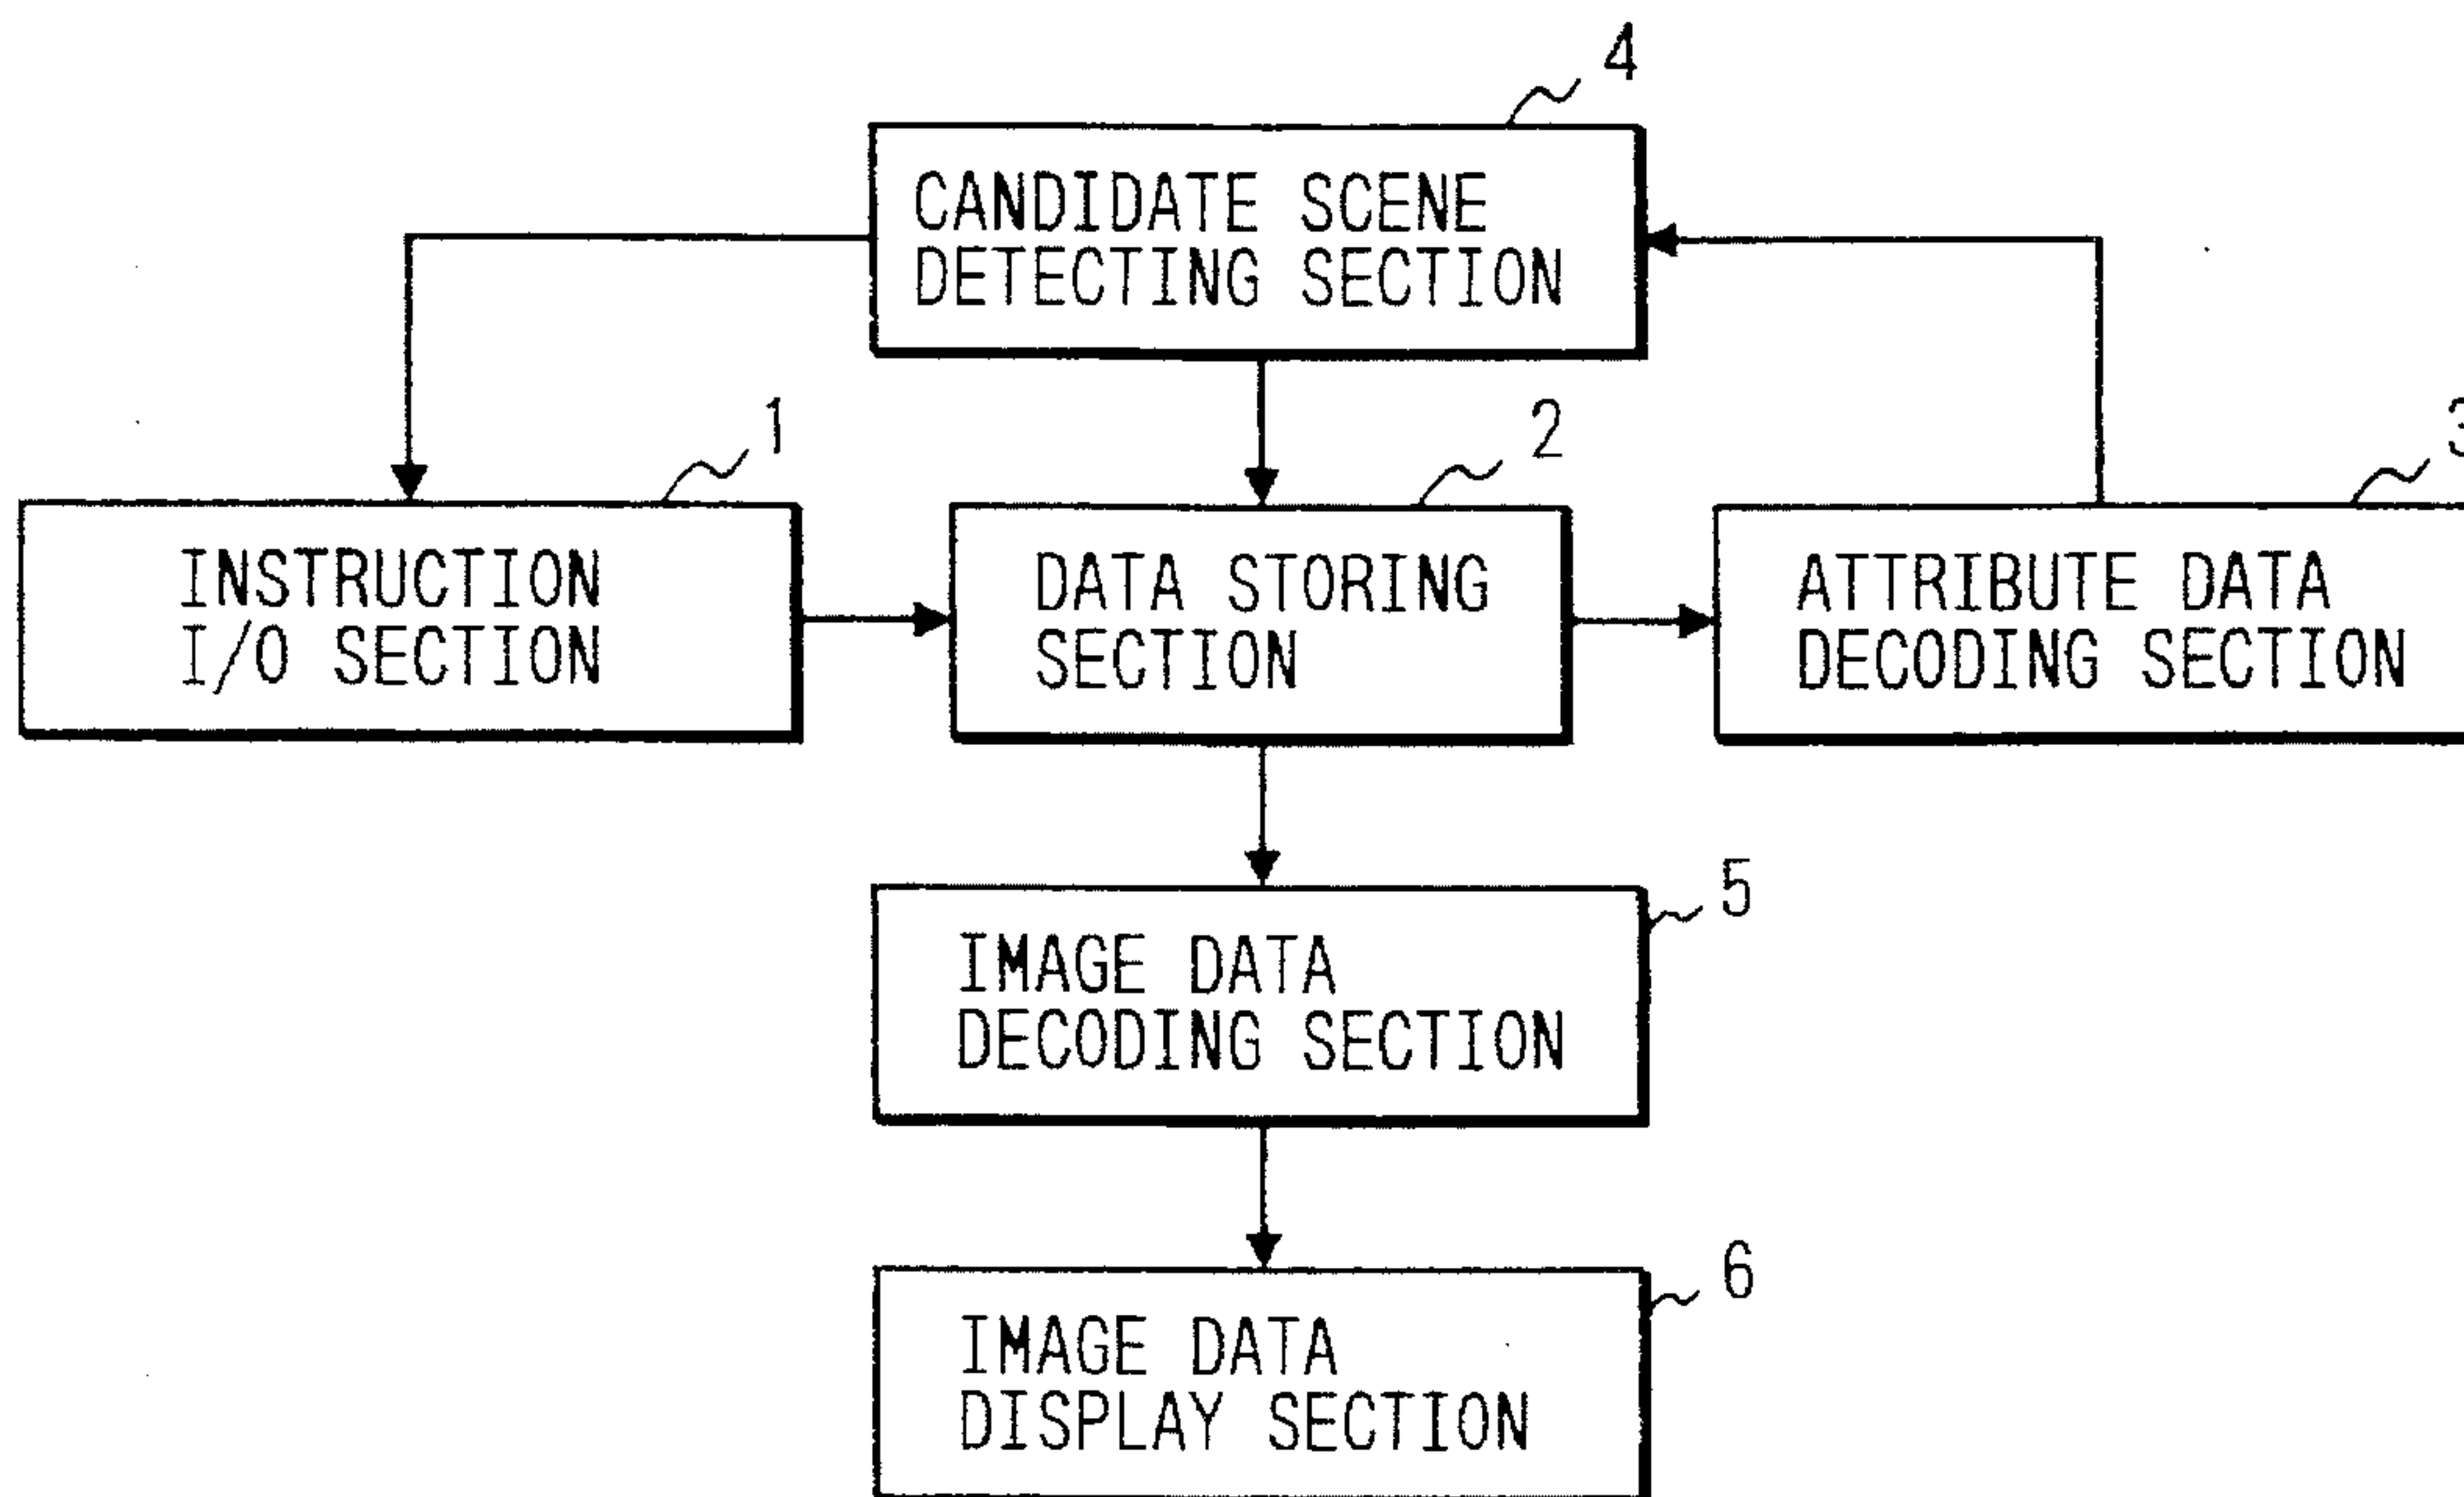 4
CANDIDATE SCENE
DETECTING SECTION
1
2
3
INSTRUCTION
I/O SECTION
DATA STORING
SECTION
ATTRIBUTE DATA
DECODING SECTION
5
IMAGE DATA
DECODING SECTION
6
IMAGE DATA
DISPLAY SECTION